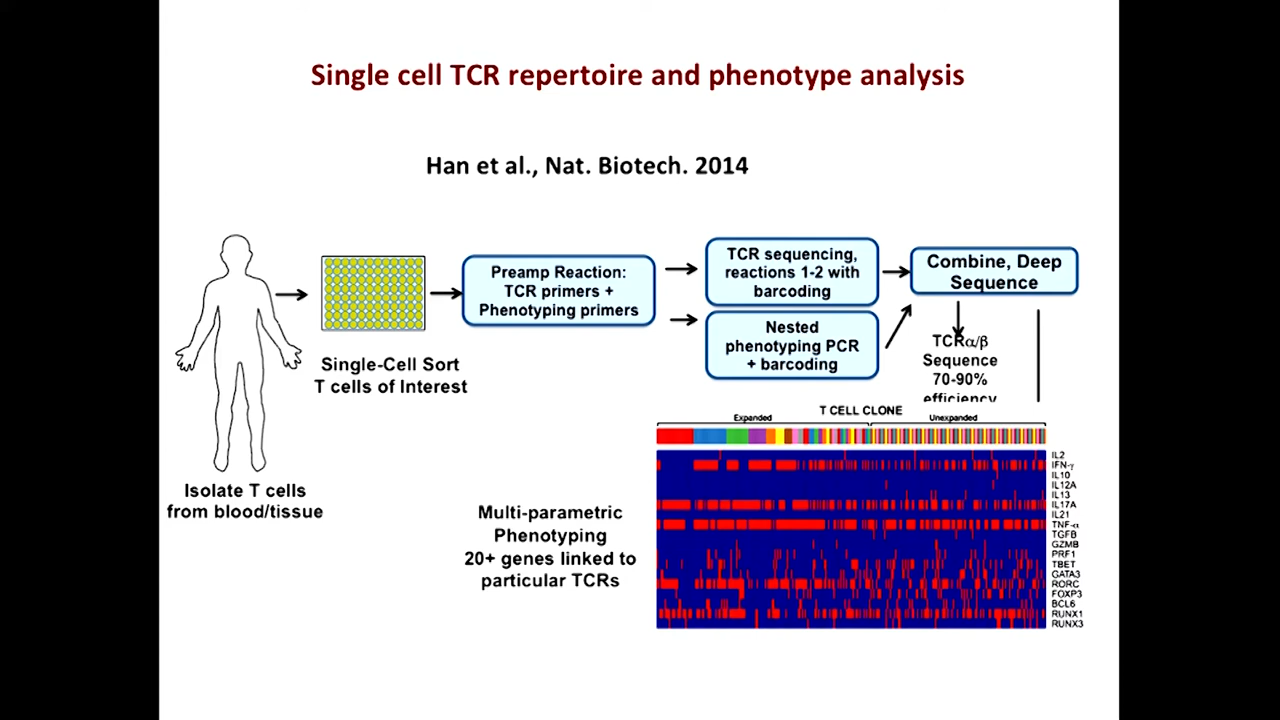 Single cell TCR repertoire and phenotype analysis
Han et al., Nat. Biotech. 2014
Isolate T cells
from blood/tissue
Single-Cell Sort
T cells of Interest
Preamp Reaction:
TCR primers +
Phenotyping primers
TCR sequencing,
reactions 1-2 with
barcoding
Nested
phenotyping PCR
+ barcoding
Combine, Deep
Sequence
TCRα/β
Sequence
70-90%
efficiency
Multi-parametric
Phenotyping
20+ genes linked to
particular TCRs
T CELL CLONE
Expanded
Unexpanded
IL2
IFN-γ
IL10
IL12A
IL13
IL17A
IL21
TNF-α
TGFB
GZMB
PRF1
TBET
GATA3
RORC
FOXP3
BCL6
RUNX1
RUNX3